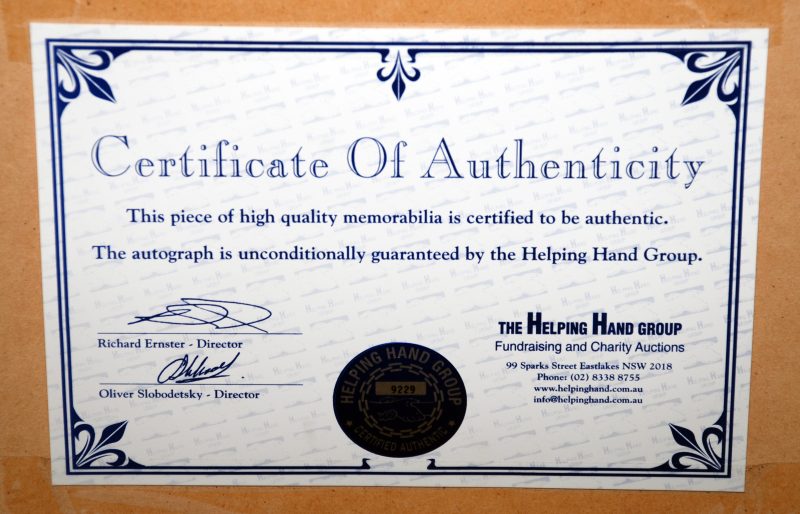 Certificate Of Authenticity
This piece of high quality memorabilia is certified to be authentic.
The autograph is unconditionally guaranteed by the Helping Hand Group.
Richard Ernster - Director
Oliver Slobodetsky - Director
HELPING HAND GROUP
9229
CERTIFIED AUTHENTIC
THE HELPING HAND GROUP
Fundraising and Charity Auctions
99 Sparks Street Eastlakes NSW 2018
Phone: (02) 8338 8755
www.helpinghand.com.au
info@helpinghand.com.au